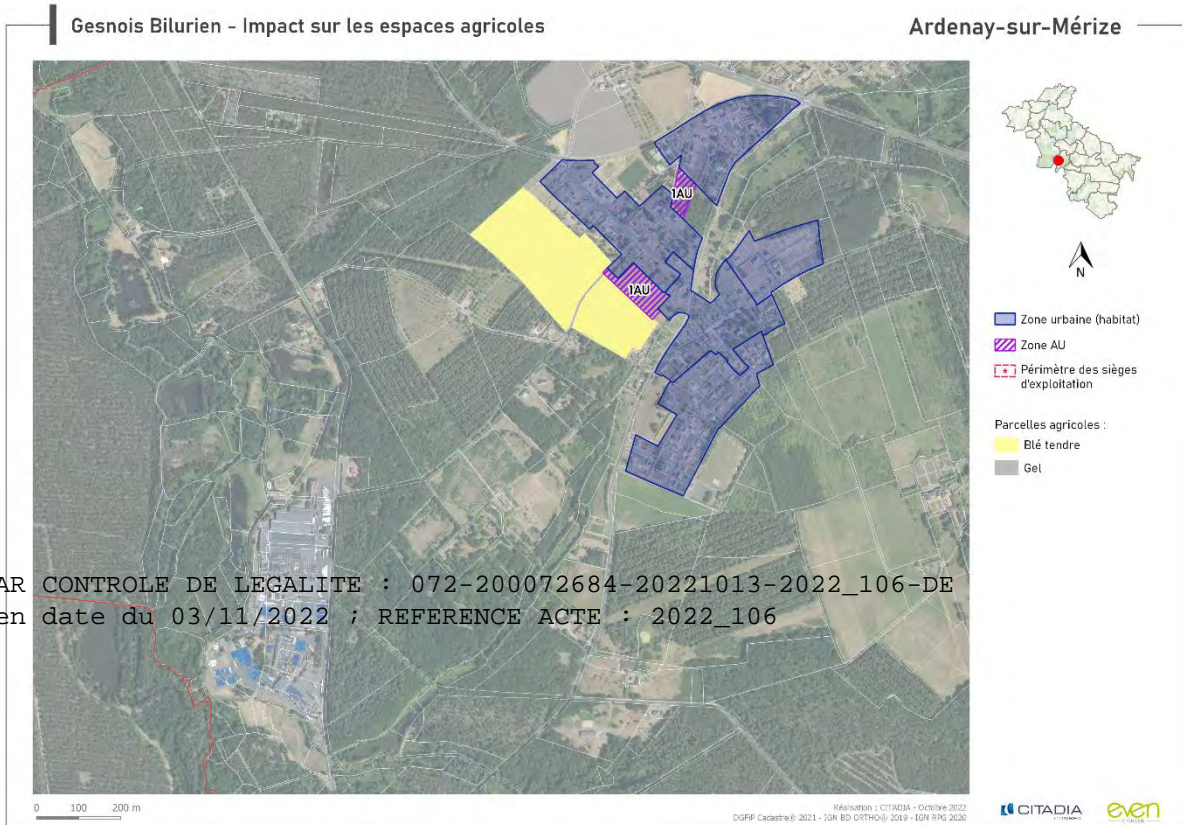 Gesnois Bilurien - Impact sur les espaces agricoles
Ardenay-sur-Mérize
1AU
1AU
N
Zone urbaine (habitat)
Zone AU
Périmètre des sièges
d'exploitation
Parcelles agricoles :
Blé tendre
Gel
AR CONTROLE DE LEGALITE : 072-200072684-20221013-2022_106-DE
en date du 03/11/2022 ; REFERENCE ACTE : 2022_106
0 100 200 m
Réalisation : CITADIA - Octobre 2022
DGFiP Cadastre® 2021 - IGN BD ORTHO® 2019 - IGN RPG 2020
CITADIA
CONSEIL
even
CONSEIL